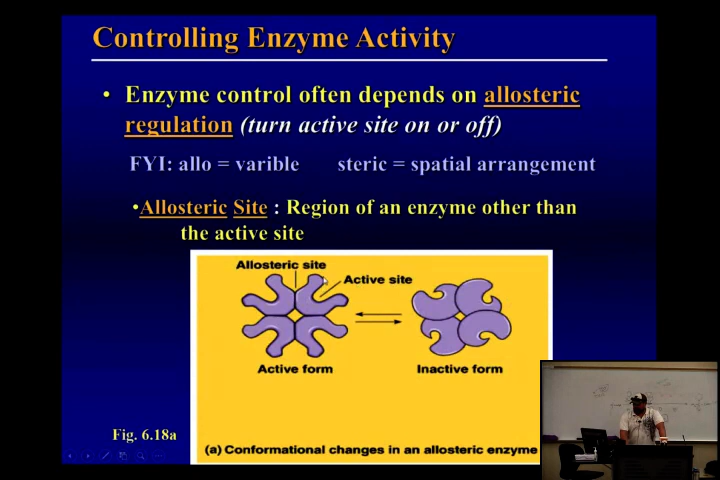 Controlling Enzyme Activity
• Enzyme control often depends on allosteric
regulation (turn active site on or off)
FYI: allo = varible steric = spatial arrangement
•Allosteric Site : Region of an enzyme other than
the active site
Allosteric site
Active site
Active form
Inactive form
Fig. 6.18a
(a) Conformational changes in an allosteric enzyme